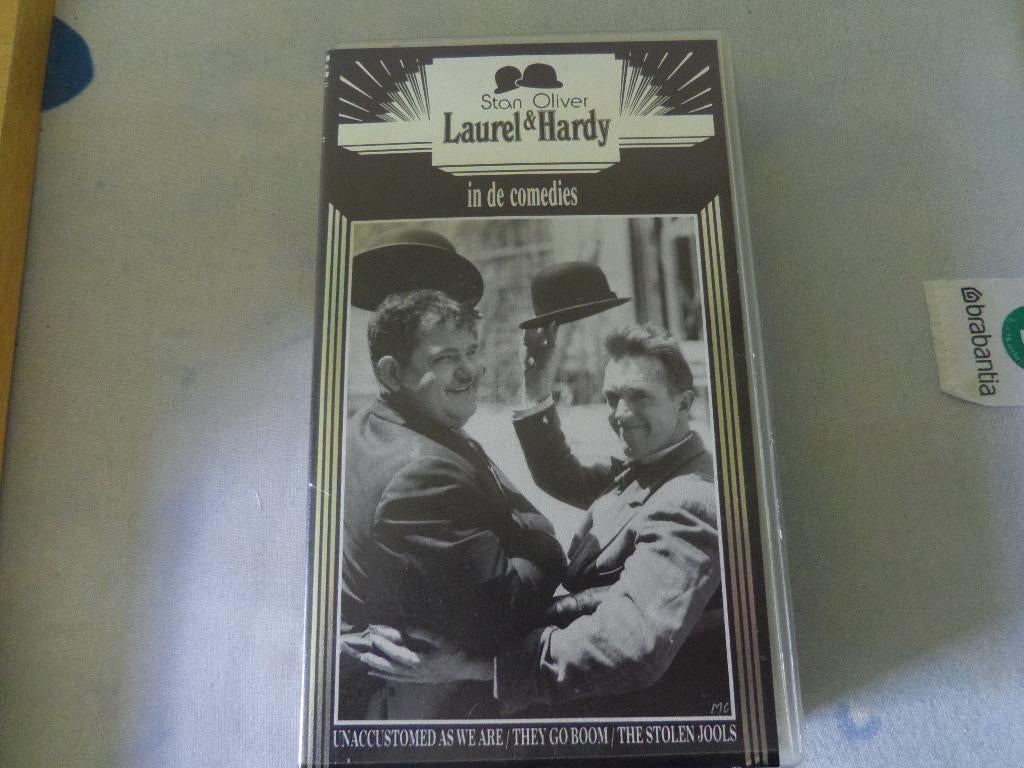 Stan Oliver
Laurel & Hardy
in de comedies
MC
UNACCUSTOMED AS WE ARE / THEY GO BOOM / THE STOLEN JOOLS
brabantia